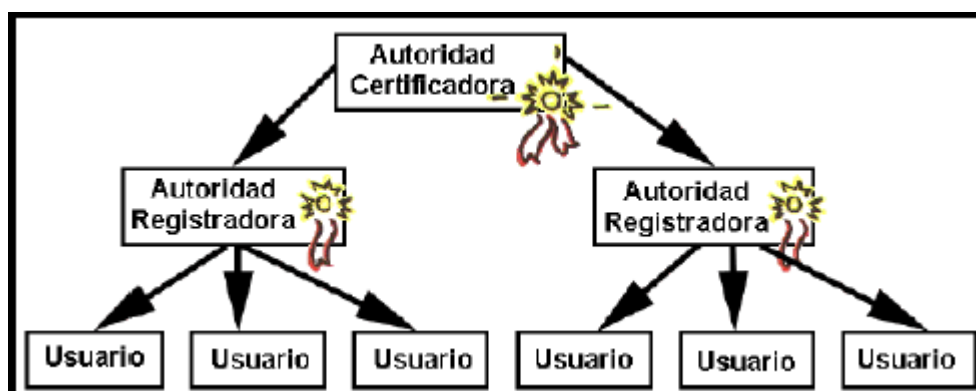 Autoridad
Certificadora
Autoridad
Registradora
Autoridad
Registradora
Usuario
Usuario
Usuario
Usuario
Usuario
Usuario